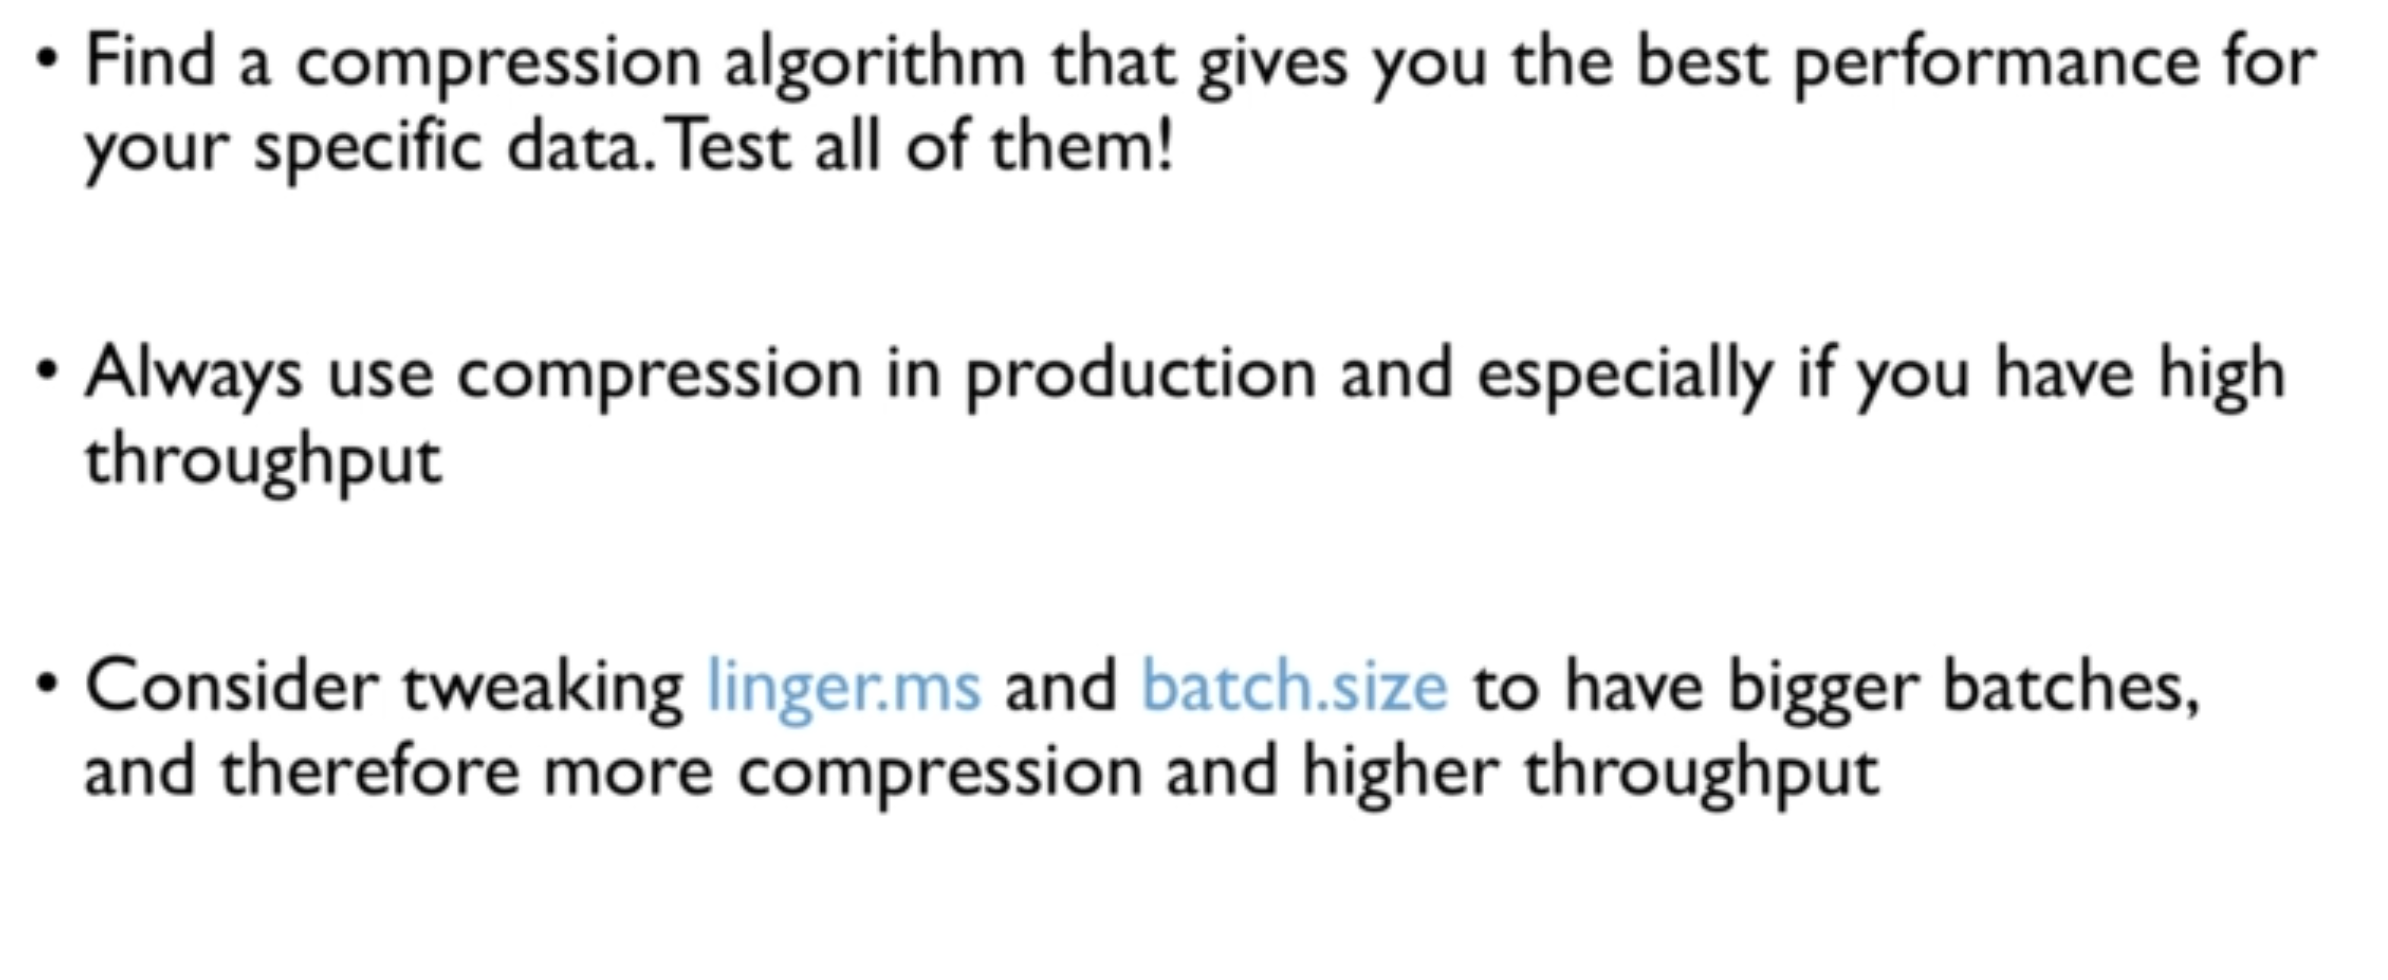 • Find a compression algorithm that gives you the best performance for
your specific data. Test all of them!
• Always use compression in production and especially if you have high
throughput
• Consider tweaking linger.ms and batch.size to have bigger batches,
and therefore more compression and higher throughput